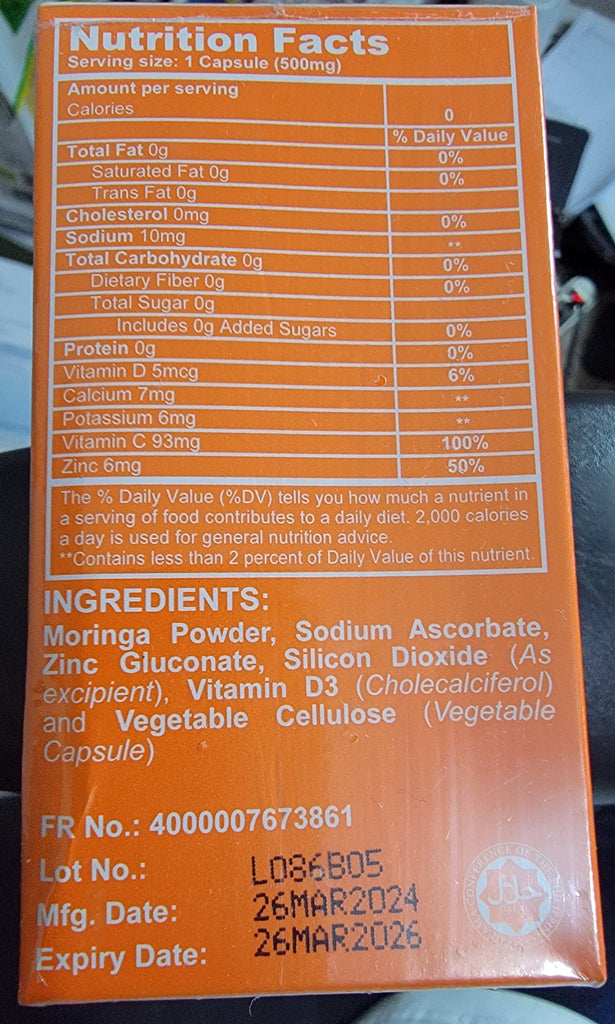 Nutrition Facts
Serving size: 1 Capsule (500mg)
Amount per serving
Calories 0
% Daily Value
Total Fat 0g 0%
Saturated Fat 0g 0%
Trans Fat 0g
Cholesterol 0mg 0%
Sodium 10mg **
Total Carbohydrate 0g 0%
Dietary Fiber 0g 0%
Total Sugar 0g
Includes 0g Added Sugars 0%
Protein 0g 0%
Vitamin D 5mcg 6%
Calcium 7mg **
Potassium 6mg **
Vitamin C 93mg 100%
Zinc 6mg 50%
The % Daily Value (%DV) tells you how much a nutrient in
a serving of food contributes to a daily diet. 2,000 calories
a day is used for general nutrition advice.
**Contains less than 2 percent of Daily Value of this nutrient.
INGREDIENTS:
Moringa Powder, Sodium Ascorbate,
Zinc Gluconate, Silicon Dioxide (As
excipient), Vitamin D3 (Cholecalciferol)
and Vegetable Cellulose (Vegetable
Capsule)
FR No.: 4000007673861
Lot No.: L086B05
Mfg. Date: 26MAR2024
Expiry Date: 26MAR2026
حلال